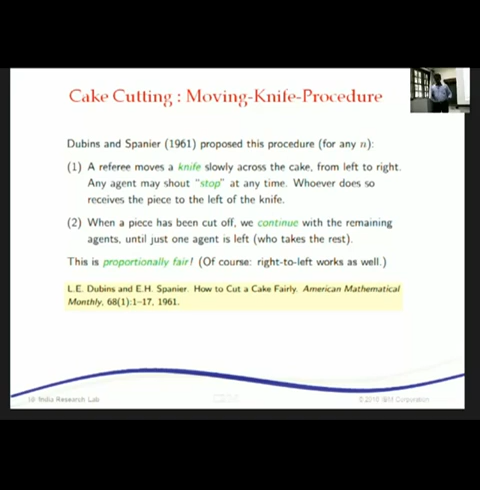 Cake Cutting : Moving-Knife-Procedure
Dubins and Spanier (1961) proposed this procedure (for any n):
(1) A referee moves a knife slowly across the cake, from left to right.
Any agent may shout "stop" at any time. Whoever does so
receives the piece to the left of the knife.
(2) When a piece has been cut off, we continue with the remaining
agents, until just one agent is left (who takes the rest).
This is proportionally fair! (Of course: right-to-left works as well.)
L.E. Dubins and E.H. Spanier. How to Cut a Cake Fairly. American Mathematical
Monthly, 68(1):1–17, 1961.
India Research Lab
© 2010 IBM Corporation